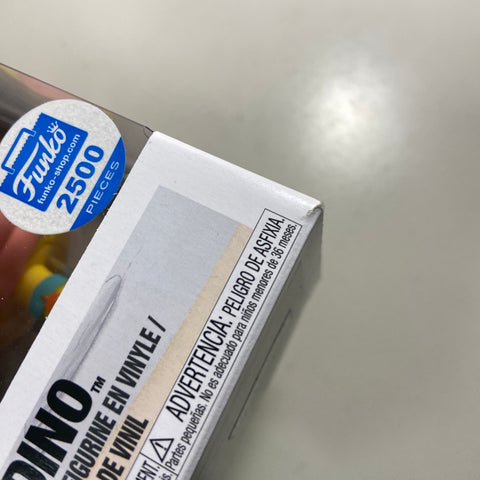 Funko
funko-shop.com
2500
PIECES
DINO™
FIGURINE EN VINYLE /
DE VINIL
MENT.
ADVERTENCIA: PELIGRO DE ASFIXIA.
Partes pequeñas. No es adecuado para niños menores de 36 meses.